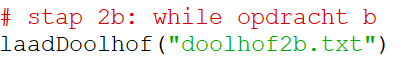 # stap 2b: while opdracht b
laadDoolhof("doolhof2b.txt")